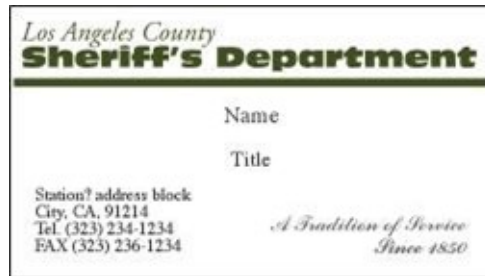 Los Angeles County
Sheriff's Department
Name
Title
Station? address block
City, CA, 91214
Tel. (323) 234-1234
FAX (323) 236-1234
A Tradition of Service
Since 1850